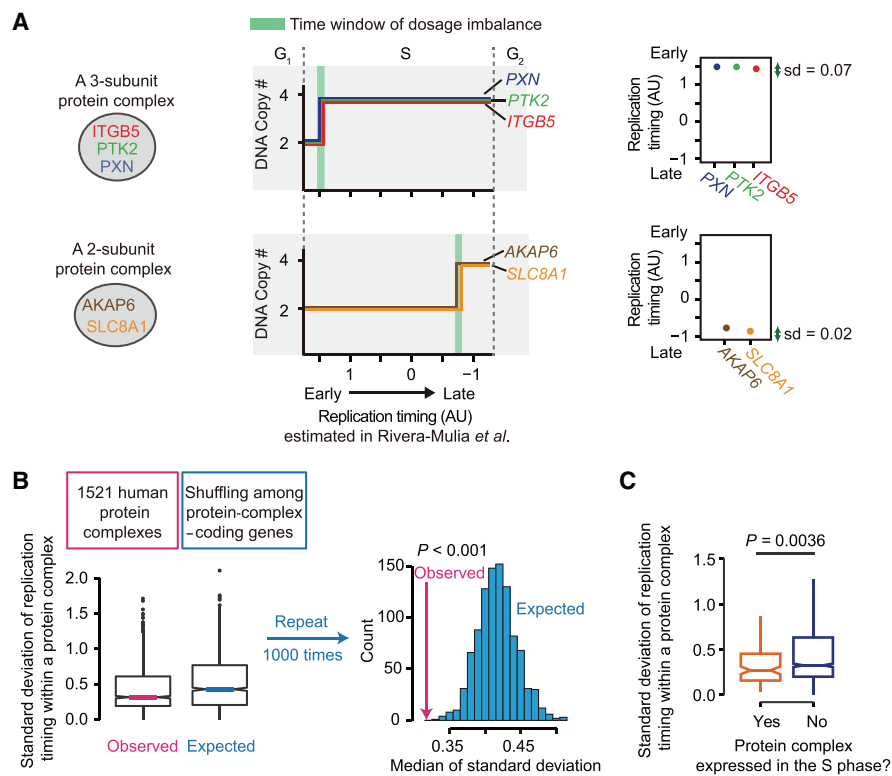 A
Time window of dosage imbalance
A 3-subunit
protein complex
ITGB5
PTK2
PXN
G1
S
G2
DNA Copy #
4
2
PXN
PTK2
ITGB5
Early
Replication
timing (AU)
1
0
−1
Late
sd = 0.07
PXN
PTK2
ITGB5
A 2-subunit
protein complex
AKAP6
SLC8A1
DNA Copy #
4
2
AKAP6
SLC8A1
1
0
−1
Early
Late
Replication timing (AU)
estimated in Rivera-Mulia et al.
Early
Replication
timing (AU)
1
0
−1
Late
sd = 0.02
AKAP6
SLC8A1
B
1521 human
protein
complexes
Shuffling among
protein-complex
–coding genes
Standard deviation of replication
timing within a protein complex
2.0
1.5
1.0
0.5
0.0
Observed
Expected
Repeat
1000 times
P < 0.001
Observed
Expected
Count
150
100
50
0
0.35
0.45
Median of standard deviation
C
P = 0.0036
Standard deviation of replication
timing within a protein complex
1.5
1.0
0.5
0.0
Yes
No
Protein complex
expressed in the S phase?